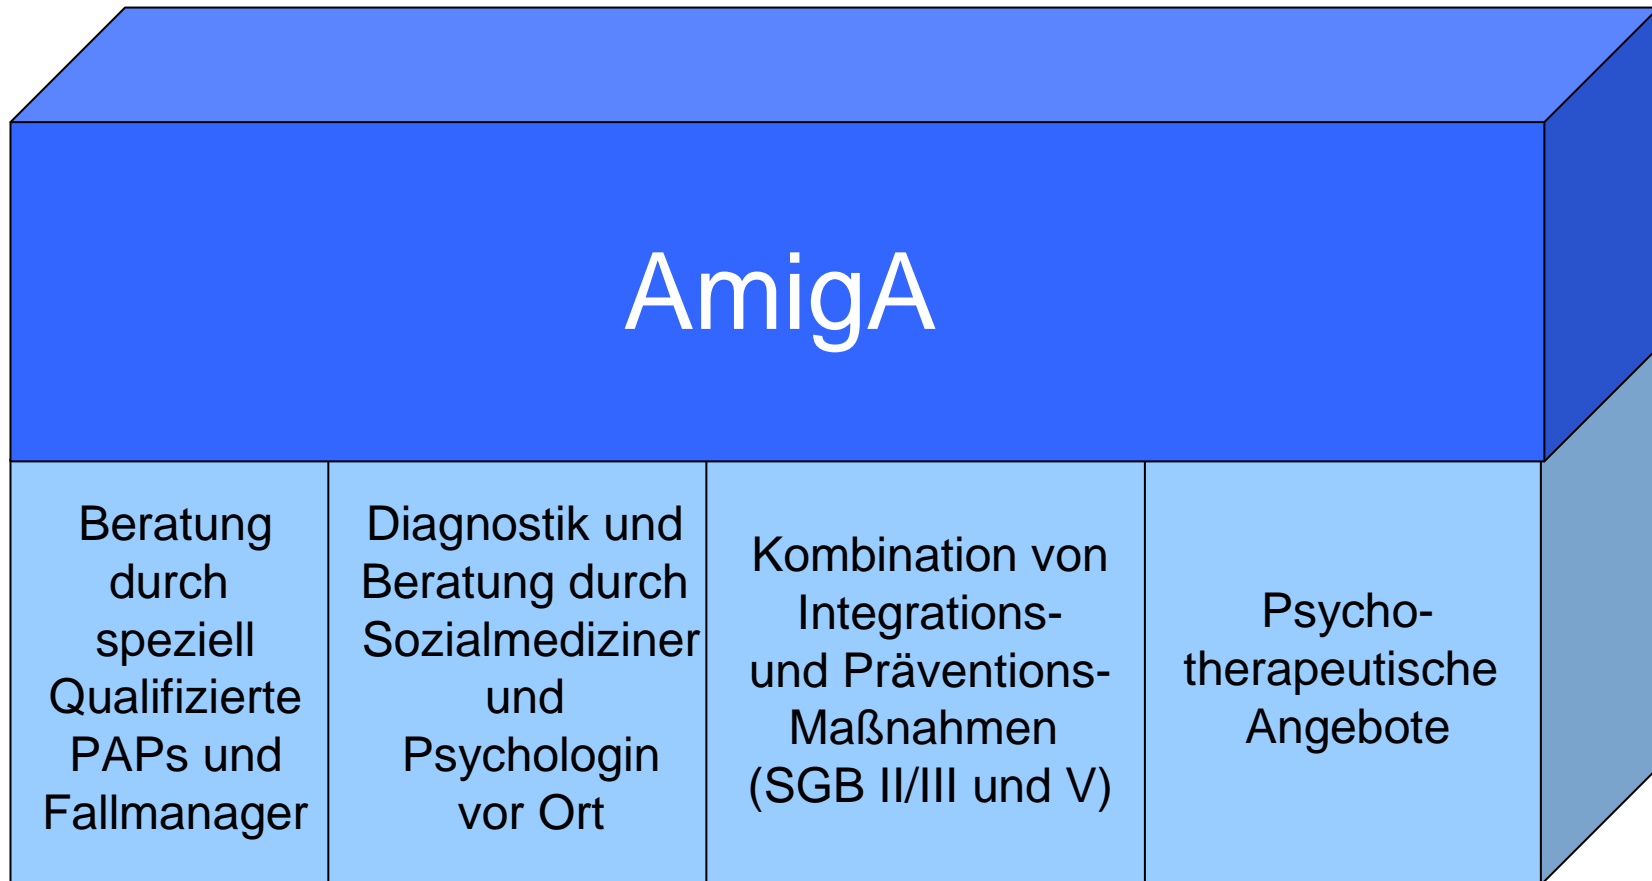 AmigA
Beratung
durch
speziell
Qualifizierte
PAPs und
Fallmanager
Diagnostik und
Beratung durch
Sozialmediziner
und
Psychologin
vor Ort
Kombination von
Integrations-
und Präventions-
Maßnahmen
(SGB II/III und V)
Psycho-
therapeutische
Angebote